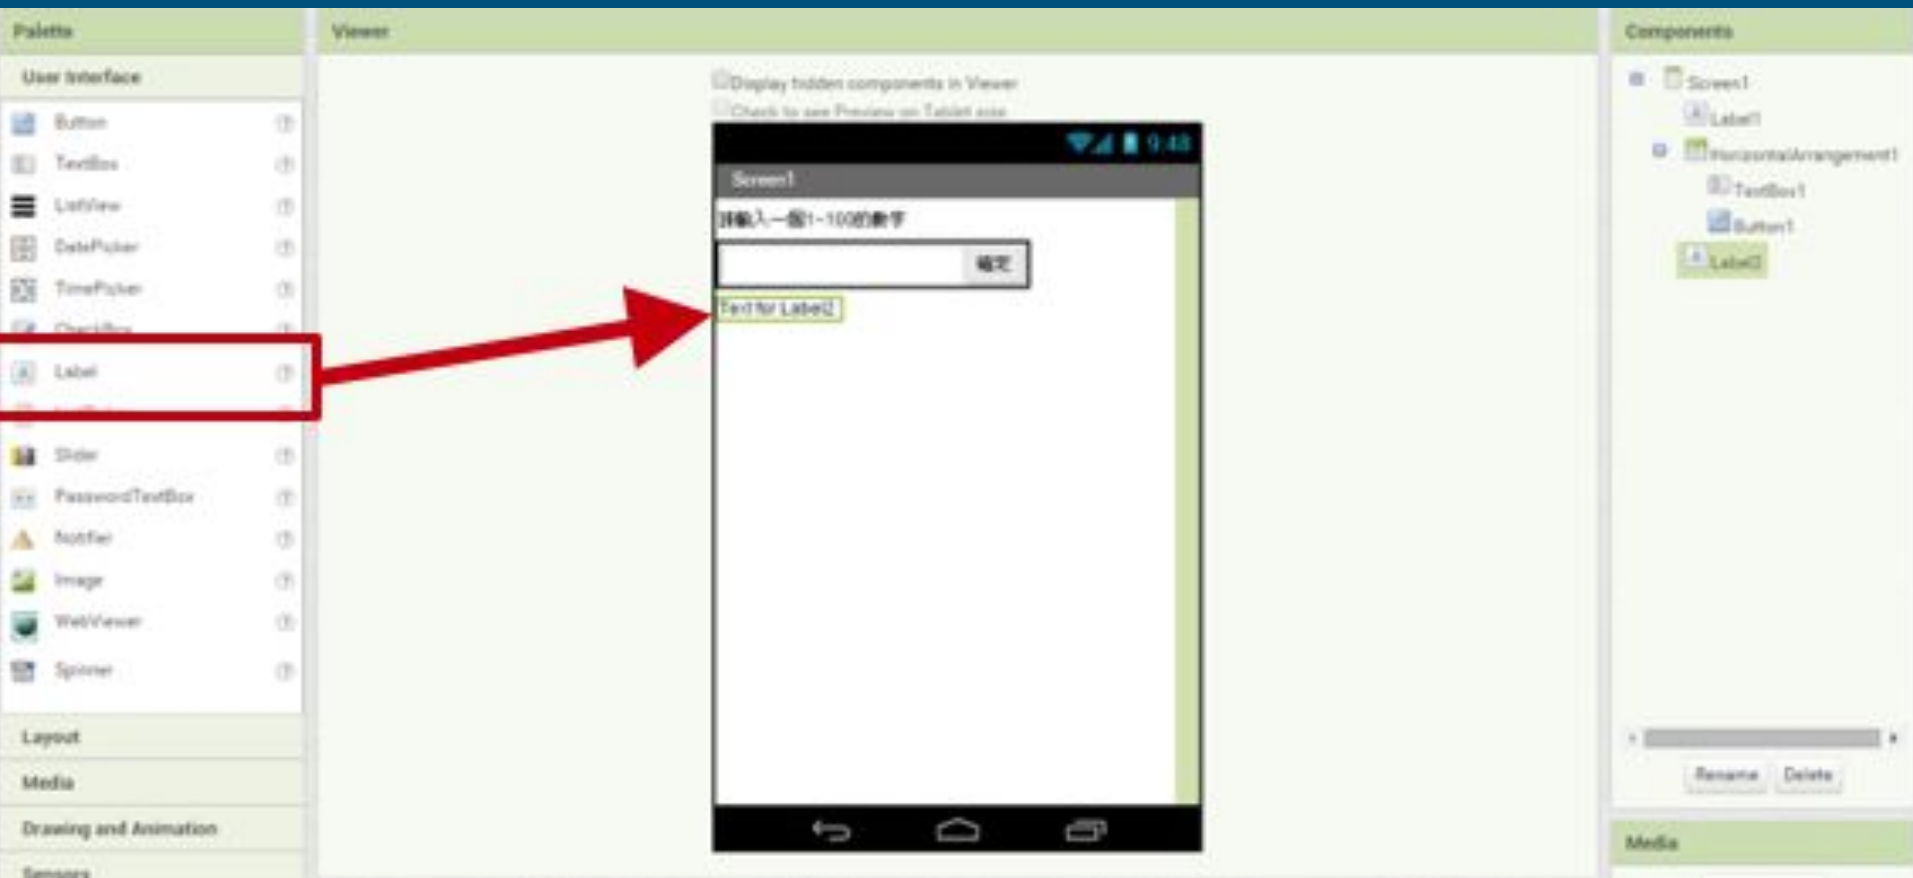 Palette
User Interface
Button
TextBox
ListView
DatePicker
TimePicker
CheckBox
Label
Slider
PasswordTextBox
Notifier
Image
WebViewer
Spinner
Layout
Media
Drawing and Animation
Sensors
Viewer
Display hidden components in Viewer
Check to see Preview on Tablet size
9:48
Screen1
請輸入一個1~100的數字
確定
Text for Label2
Components
Screen1
Label1
HorizontalArrangement1
TextBox1
Button1
Label2
Rename Delete
Media